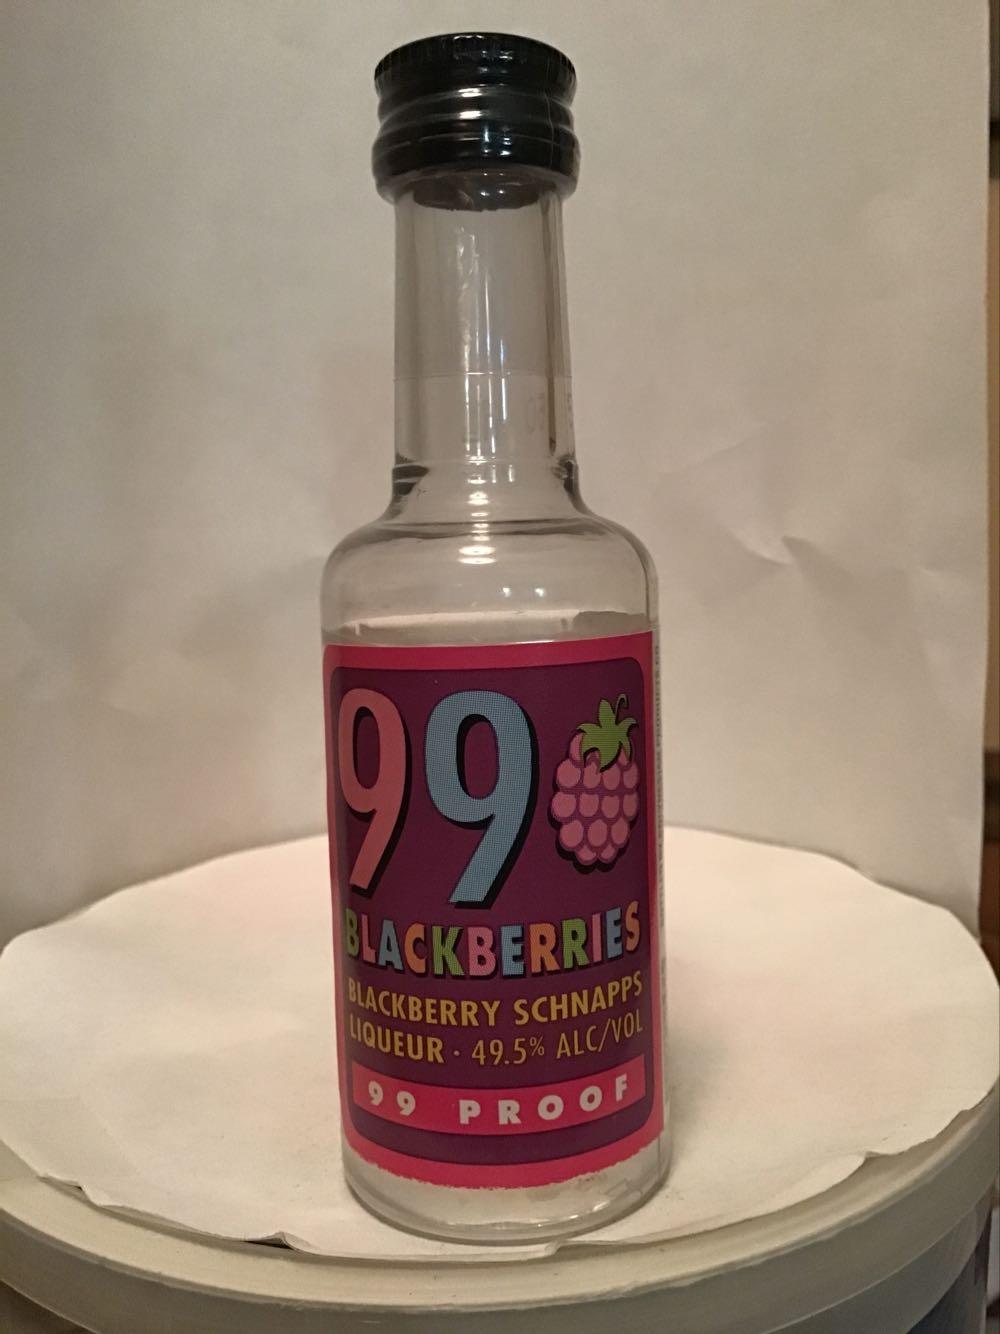 99
BLACKBERRIES
BLACKBERRY SCHNAPPS
LIQUEUR · 49.5% ALC/VOL
99 PROOF